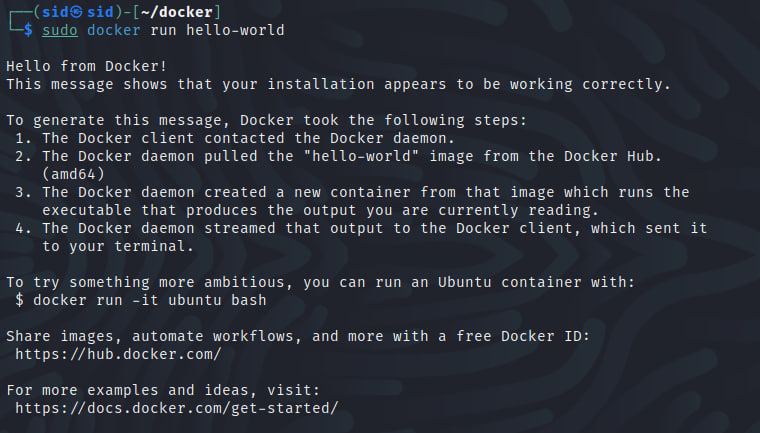 ┌──(sid㉿sid)-[~/docker]
└─$ sudo docker run hello-world
Hello from Docker!
This message shows that your installation appears to be working correctly.
To generate this message, Docker took the following steps:
1. The Docker client contacted the Docker daemon.
2. The Docker daemon pulled the "hello-world" image from the Docker Hub.
(amd64)
3. The Docker daemon created a new container from that image which runs the
executable that produces the output you are currently reading.
4. The Docker daemon streamed that output to the Docker client, which sent it
to your terminal.
To try something more ambitious, you can run an Ubuntu container with:
$ docker run -it ubuntu bash
Share images, automate workflows, and more with a free Docker ID:
https://hub.docker.com/
For more examples and ideas, visit:
https://docs.docker.com/get-started/